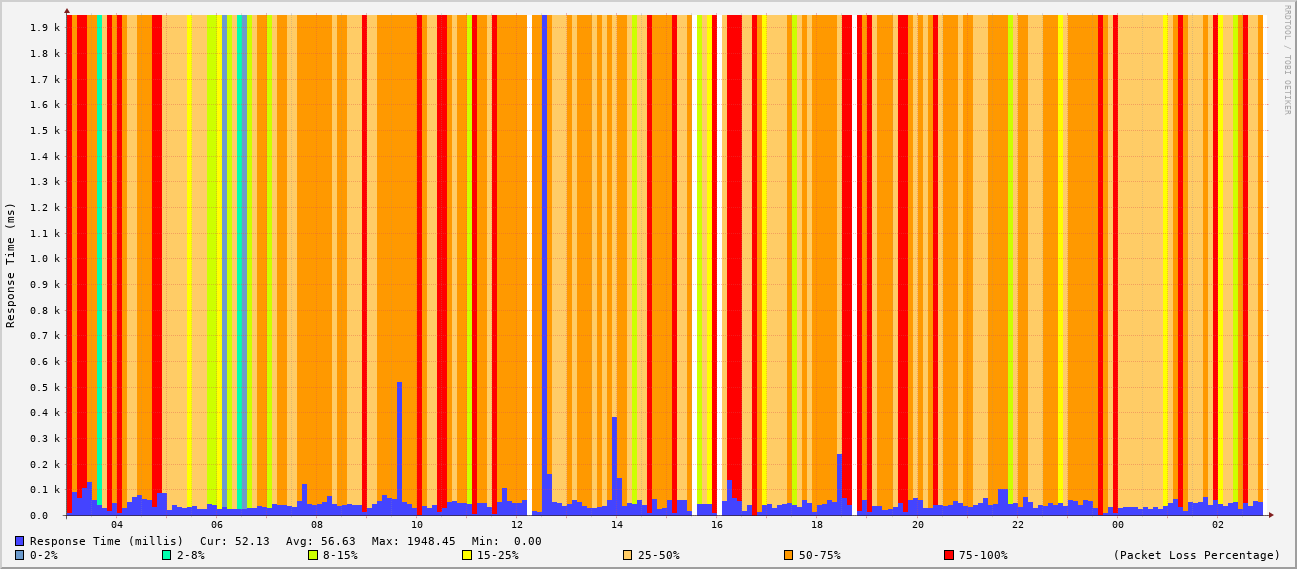 RRDTOOL / TOBI OETIKER
Response Time (ms)
1.9 k
1.8 k
1.7 k
1.6 k
1.5 k
1.4 k
1.3 k
1.2 k
1.1 k
1.0 k
0.9 k
0.8 k
0.7 k
0.6 k
0.5 k
0.4 k
0.3 k
0.2 k
0.1 k
0.0
04 06 08 10 12 14 16 18 20 22 00 02
Response Time (millis) Cur: 52.13 Avg: 56.63 Max: 1948.45 Min: 0.00
0-2% 2-8% 8-15% 15-25% 25-50% 50-75% 75-100% (Packet Loss Percentage)